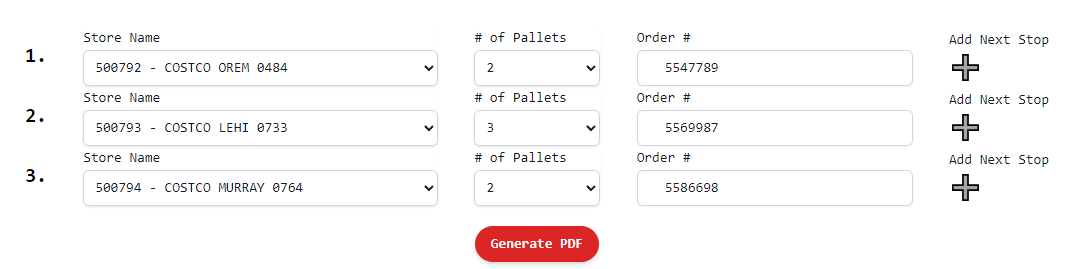 Store Name # of Pallets Order # Add Next Stop
1. 500792 - COSTCO OREM 0484 2 5547789
Store Name # of Pallets Order # Add Next Stop
2. 500793 - COSTCO LEHI 0733 3 5569987
Store Name # of Pallets Order # Add Next Stop
3. 500794 - COSTCO MURRAY 0764 2 5586698
Generate PDF